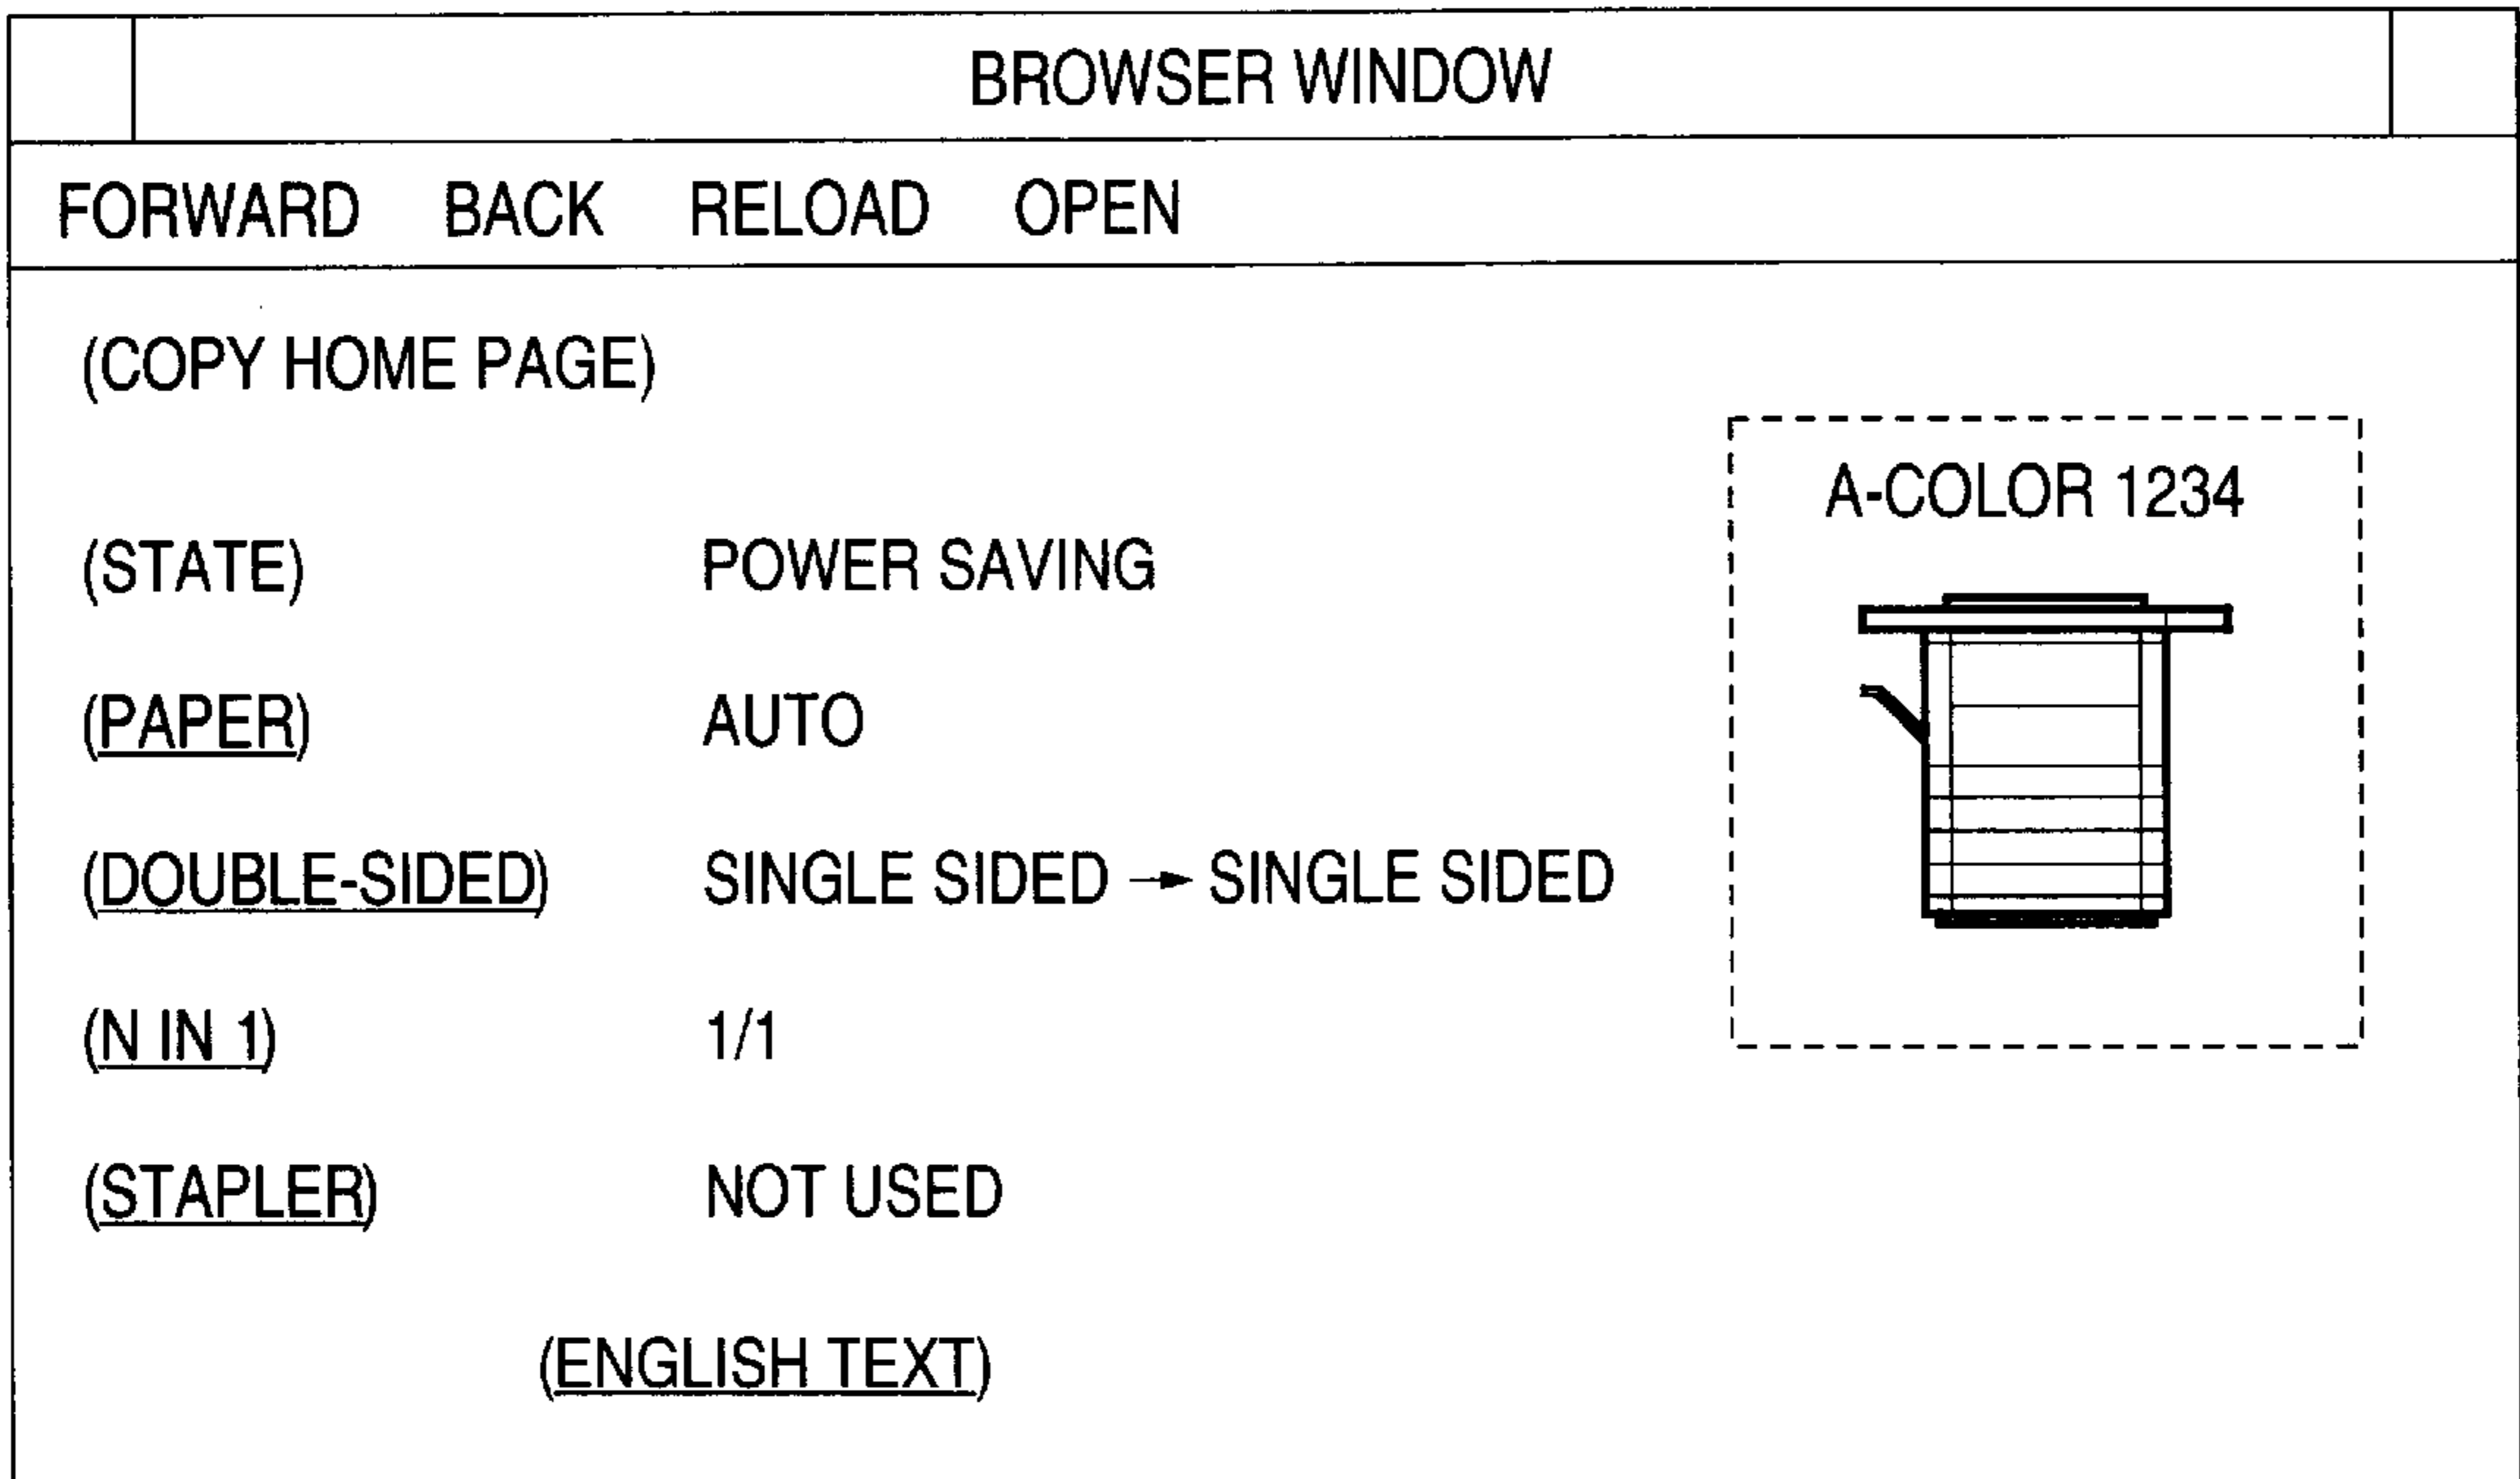 BROWSER WINDOW
FORWARD BACK RELOAD OPEN
(COPY HOME PAGE)
A-COLOR 1234
(STATE) POWER SAVING
(PAPER) AUTO
(DOUBLE-SIDED) SINGLE SIDED → SINGLE SIDED
(N IN 1) 1/1
(STAPLER) NOT USED
(ENGLISH TEXT)